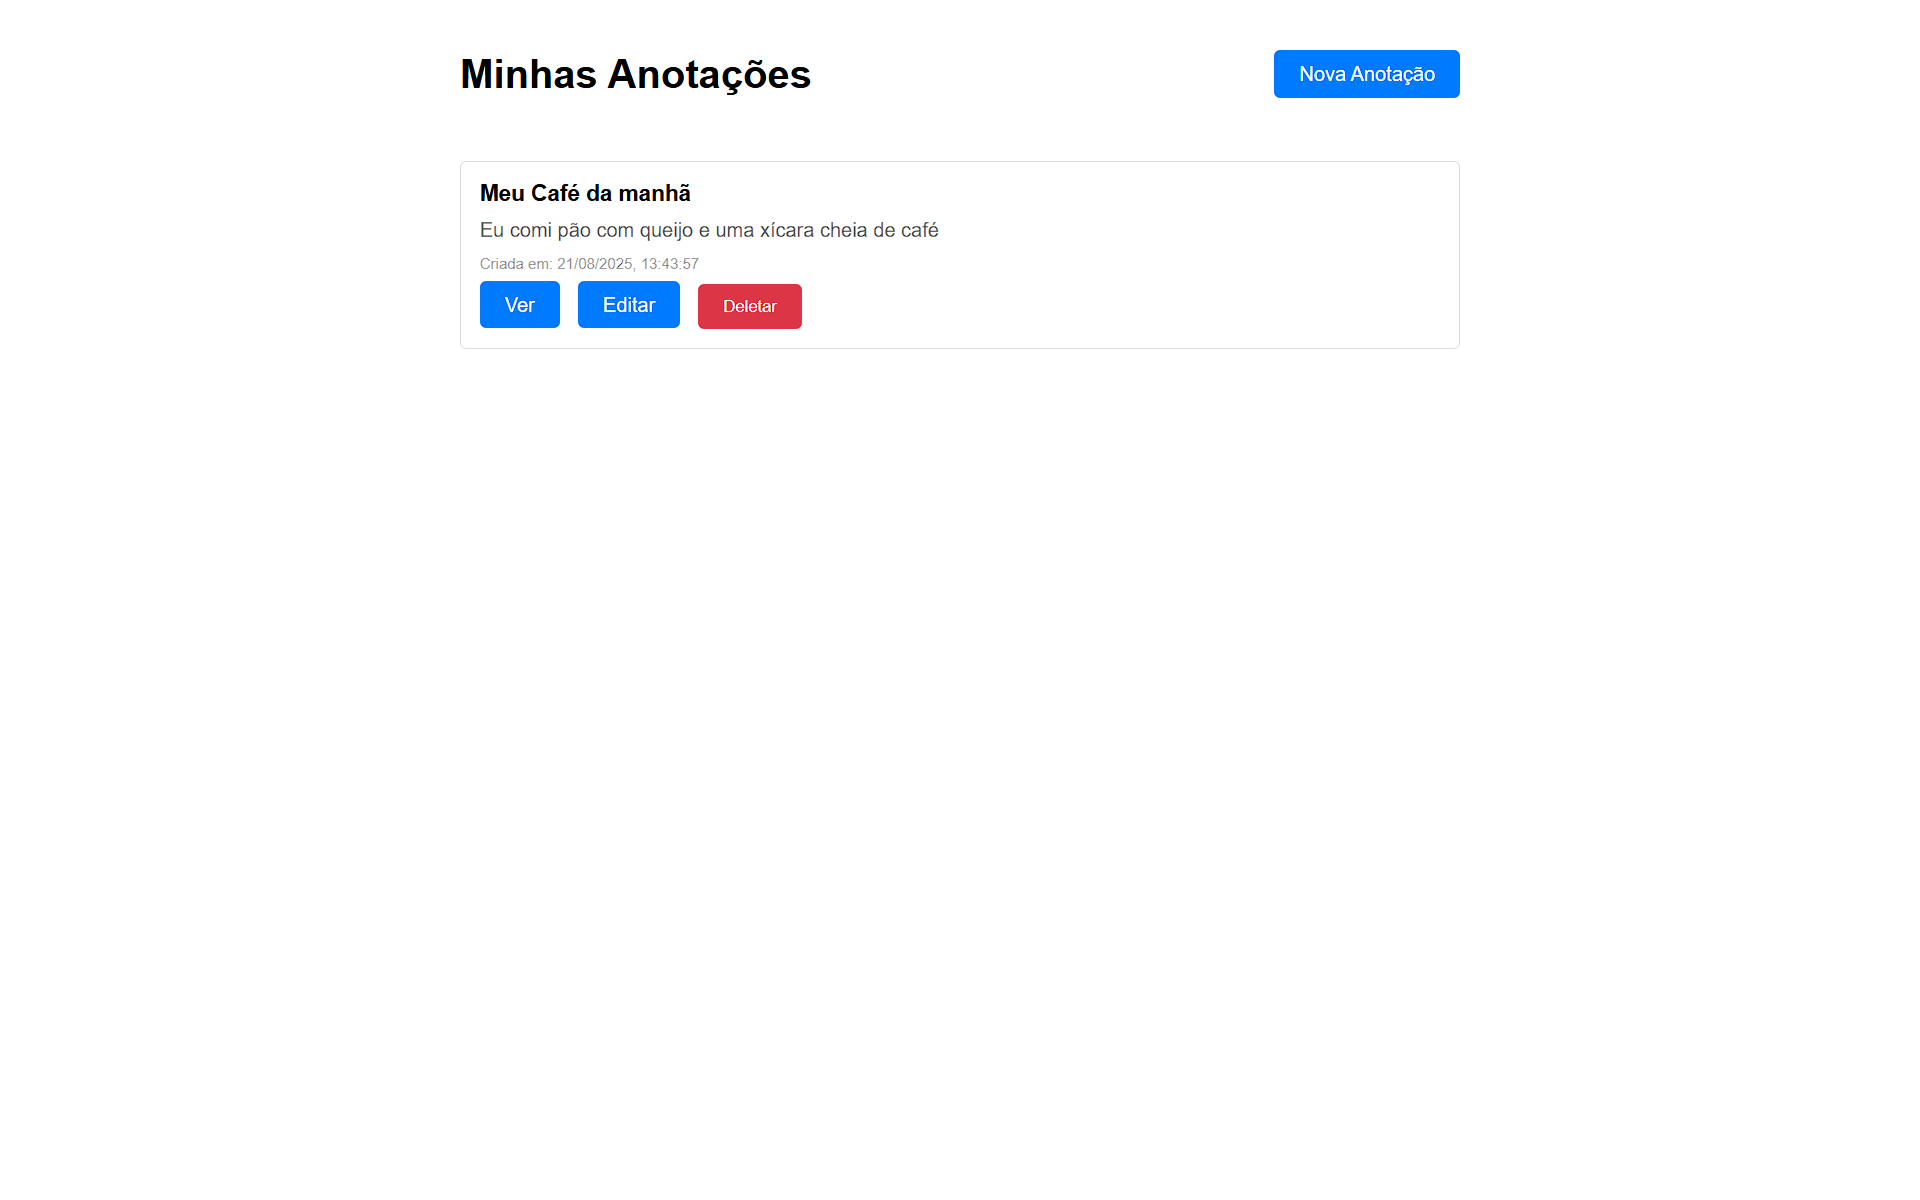 Minhas Anotações
Nova Anotação
Meu Café da manhã
Eu comi pão com queijo e uma xícara cheia de café
Criada em: 21/08/2025, 13:43:57
Ver Editar Deletar